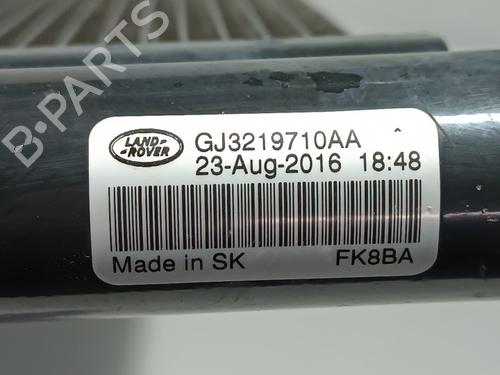 LAND-
ROVER
GJ3219710AA
23-Aug-2016 18:48
Made in SK FK8BA
B-PARTS